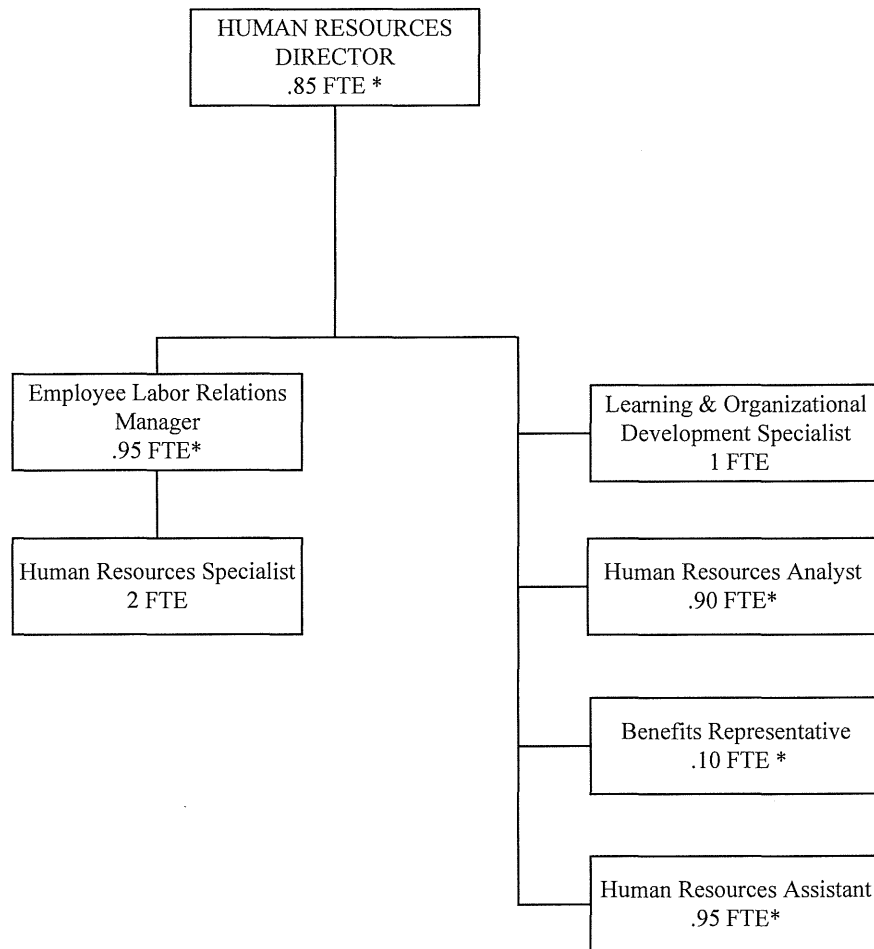 HUMAN RESOURCES
DIRECTOR
.85 FTE *
Employee Labor Relations
Manager
.95 FTE*
Human Resources Specialist
2 FTE
Learning & Organizational
Development Specialist
1 FTE
Human Resources Analyst
.90 FTE*
Benefits Representative
.10 FTE *
Human Resources Assistant
.95 FTE*